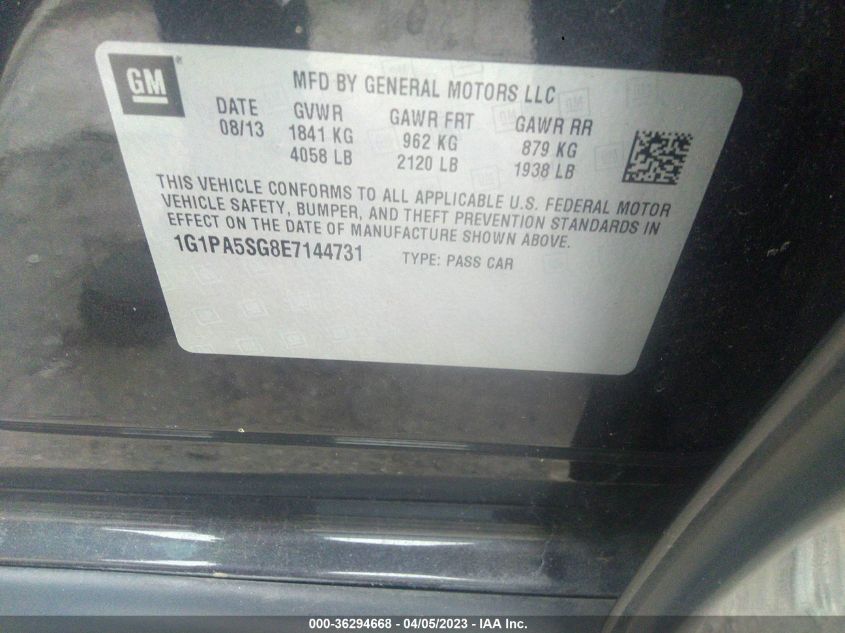 GM®
MFD BY GENERAL MOTORS LLC
DATE GVWR GAWR FRT GAWR RR
08/13 1841 KG 962 KG 879 KG
4058 LB 2120 LB 1938 LB
THIS VEHICLE CONFORMS TO ALL APPLICABLE U.S. FEDERAL MOTOR
VEHICLE SAFETY, BUMPER, AND THEFT PREVENTION STANDARDS IN
EFFECT ON THE DATE OF MANUFACTURE SHOWN ABOVE.
1G1PA5SG8E7144731 TYPE: PASS CAR
000-36294668 - 04/05/2023 - IAA Inc.